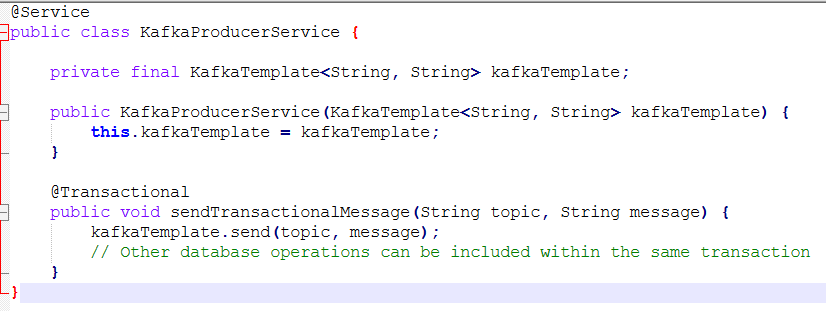 @Service
public class KafkaProducerService {
private final KafkaTemplate<String, String> kafkaTemplate;
public KafkaProducerService(KafkaTemplate<String, String> kafkaTemplate) {
this.kafkaTemplate = kafkaTemplate;
}
@Transactional
public void sendTransactionalMessage(String topic, String message) {
kafkaTemplate.send(topic, message);
// Other database operations can be included within the same transaction
}
}